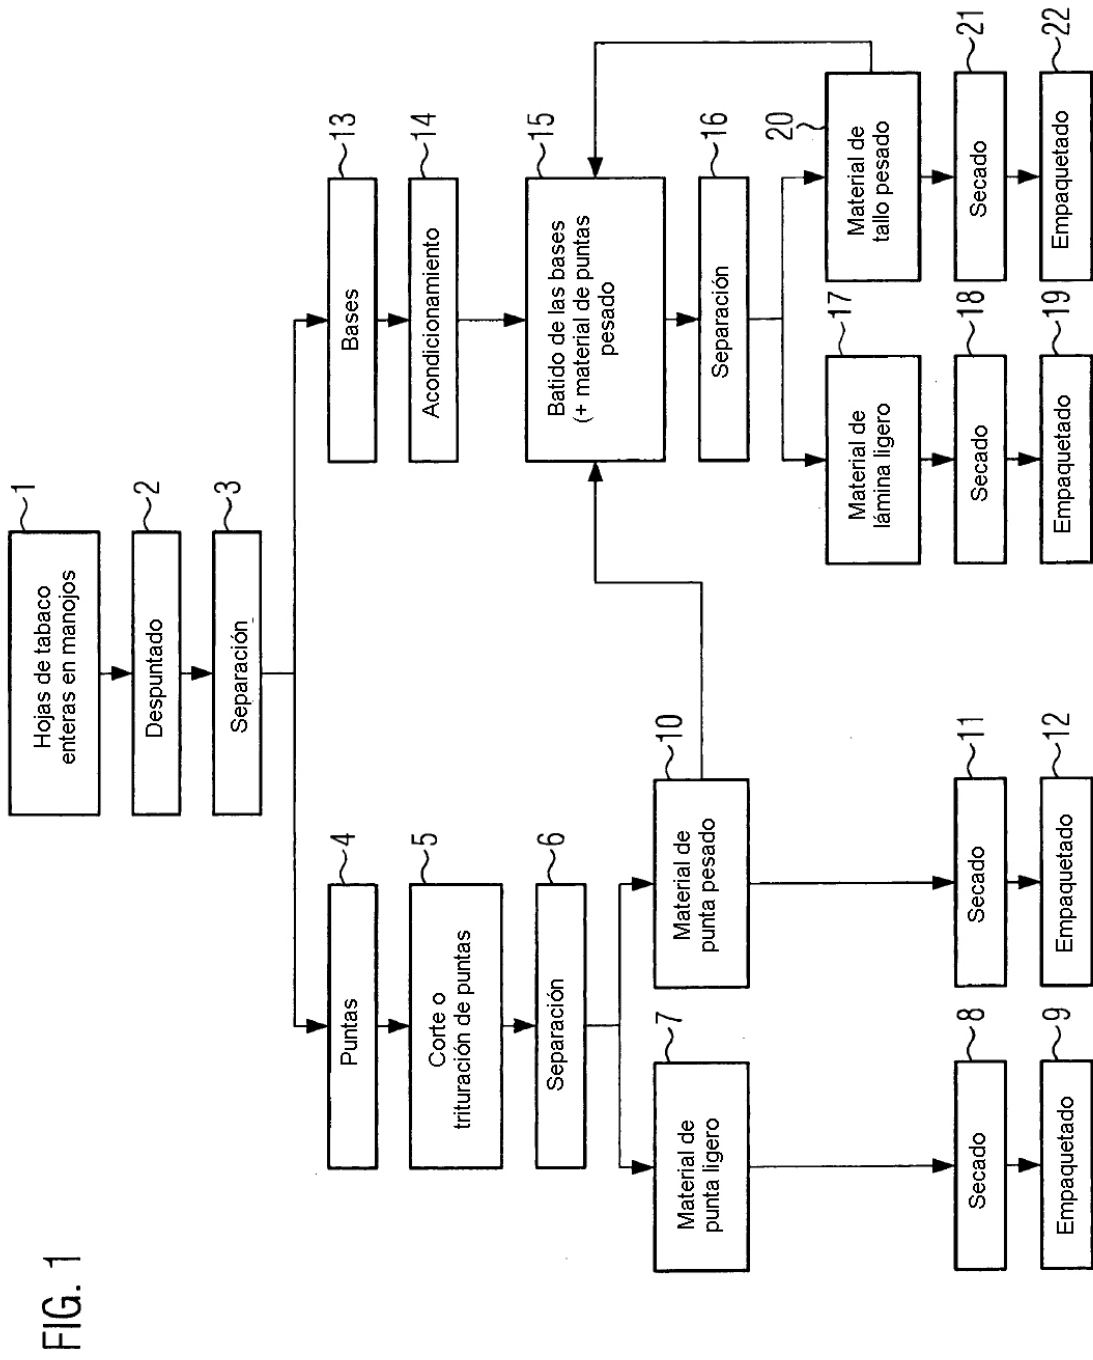 FIG. 1
Hojas de tabaco
enteras en manojos
1
Despuntado
2
Separación
3
Puntas
4
Corte o
trituración de puntas
5
Separación
6
Material de
punta ligero
7
Secado
8
Empaquetado
9
Material de
punta pesado
10
Secado
11
Empaquetado
12
Bases
13
Acondicionamiento
14
Batido de las bases
(+ material de puntas
pesado
15
Separación
16
Material de
lámina ligero
17
Secado
18
Empaquetado
19
Material de
tallo pesado
20
Secado
21
Empaquetado
22